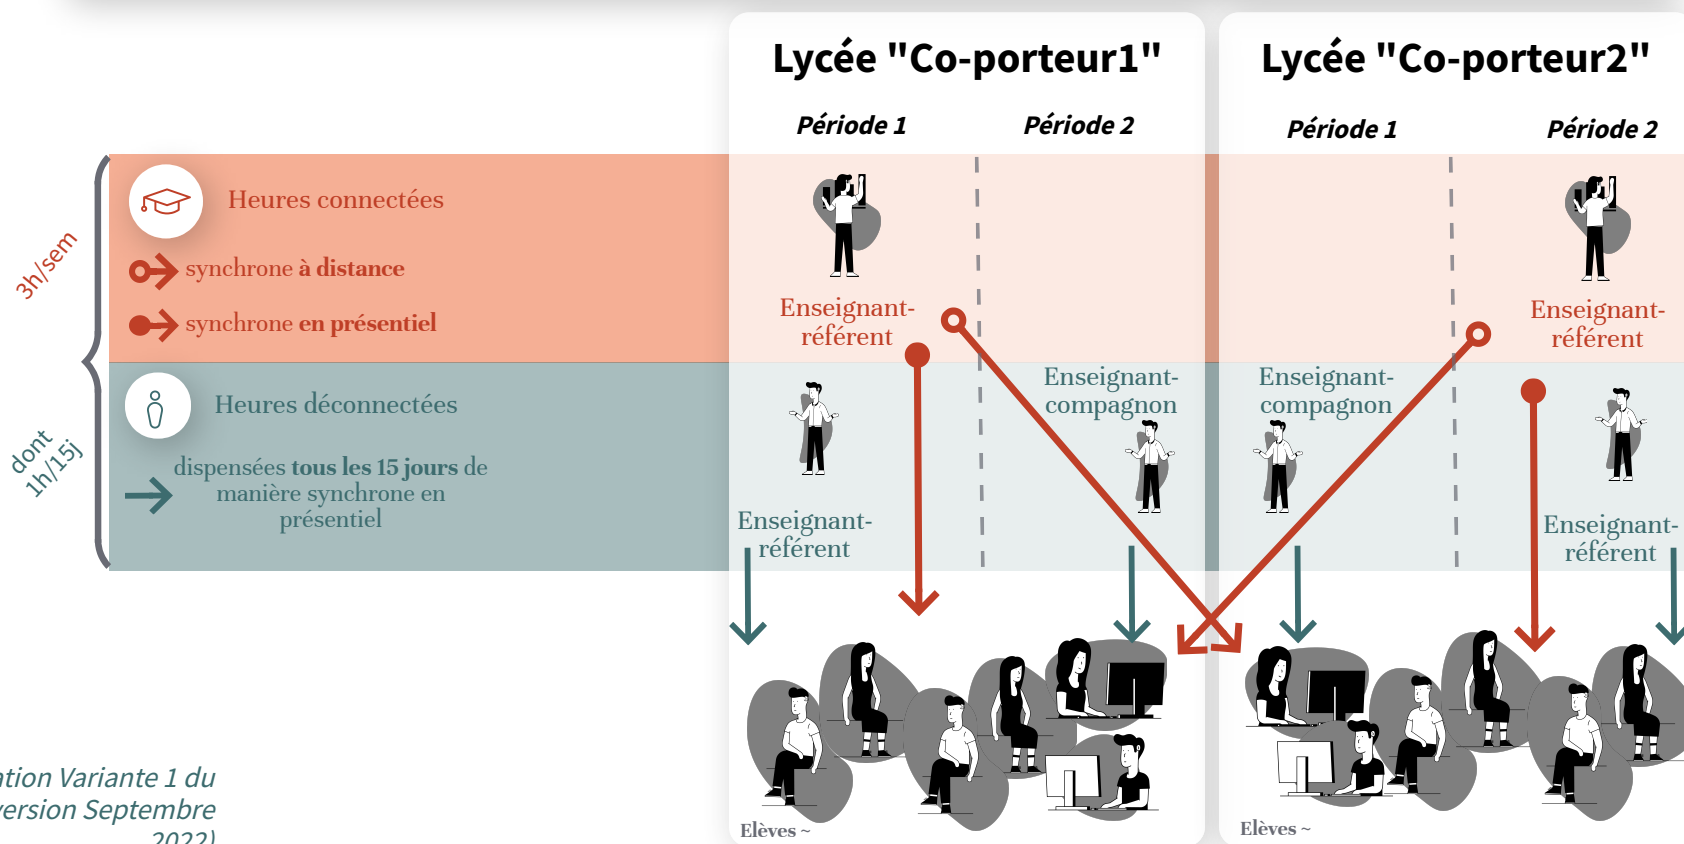 Lycée "Co-porteur1"
Lycée "Co-porteur2"
Période 1
Période 2
Période 1
Période 2
3h/sem
Heures connectées
synchrone à distance
synchrone en présentiel
Enseignant-
référent
Enseignant-
référent
dont
1h/15j
Heures déconnectées
dispensées tous les 15 jours de
manière synchrone en
présentiel
Enseignant-
référent
Enseignant-
compagnon
Enseignant-
compagnon
Enseignant-
référent
Variante 1 du
version Septembre
2022)
Elèves ~
Elèves ~